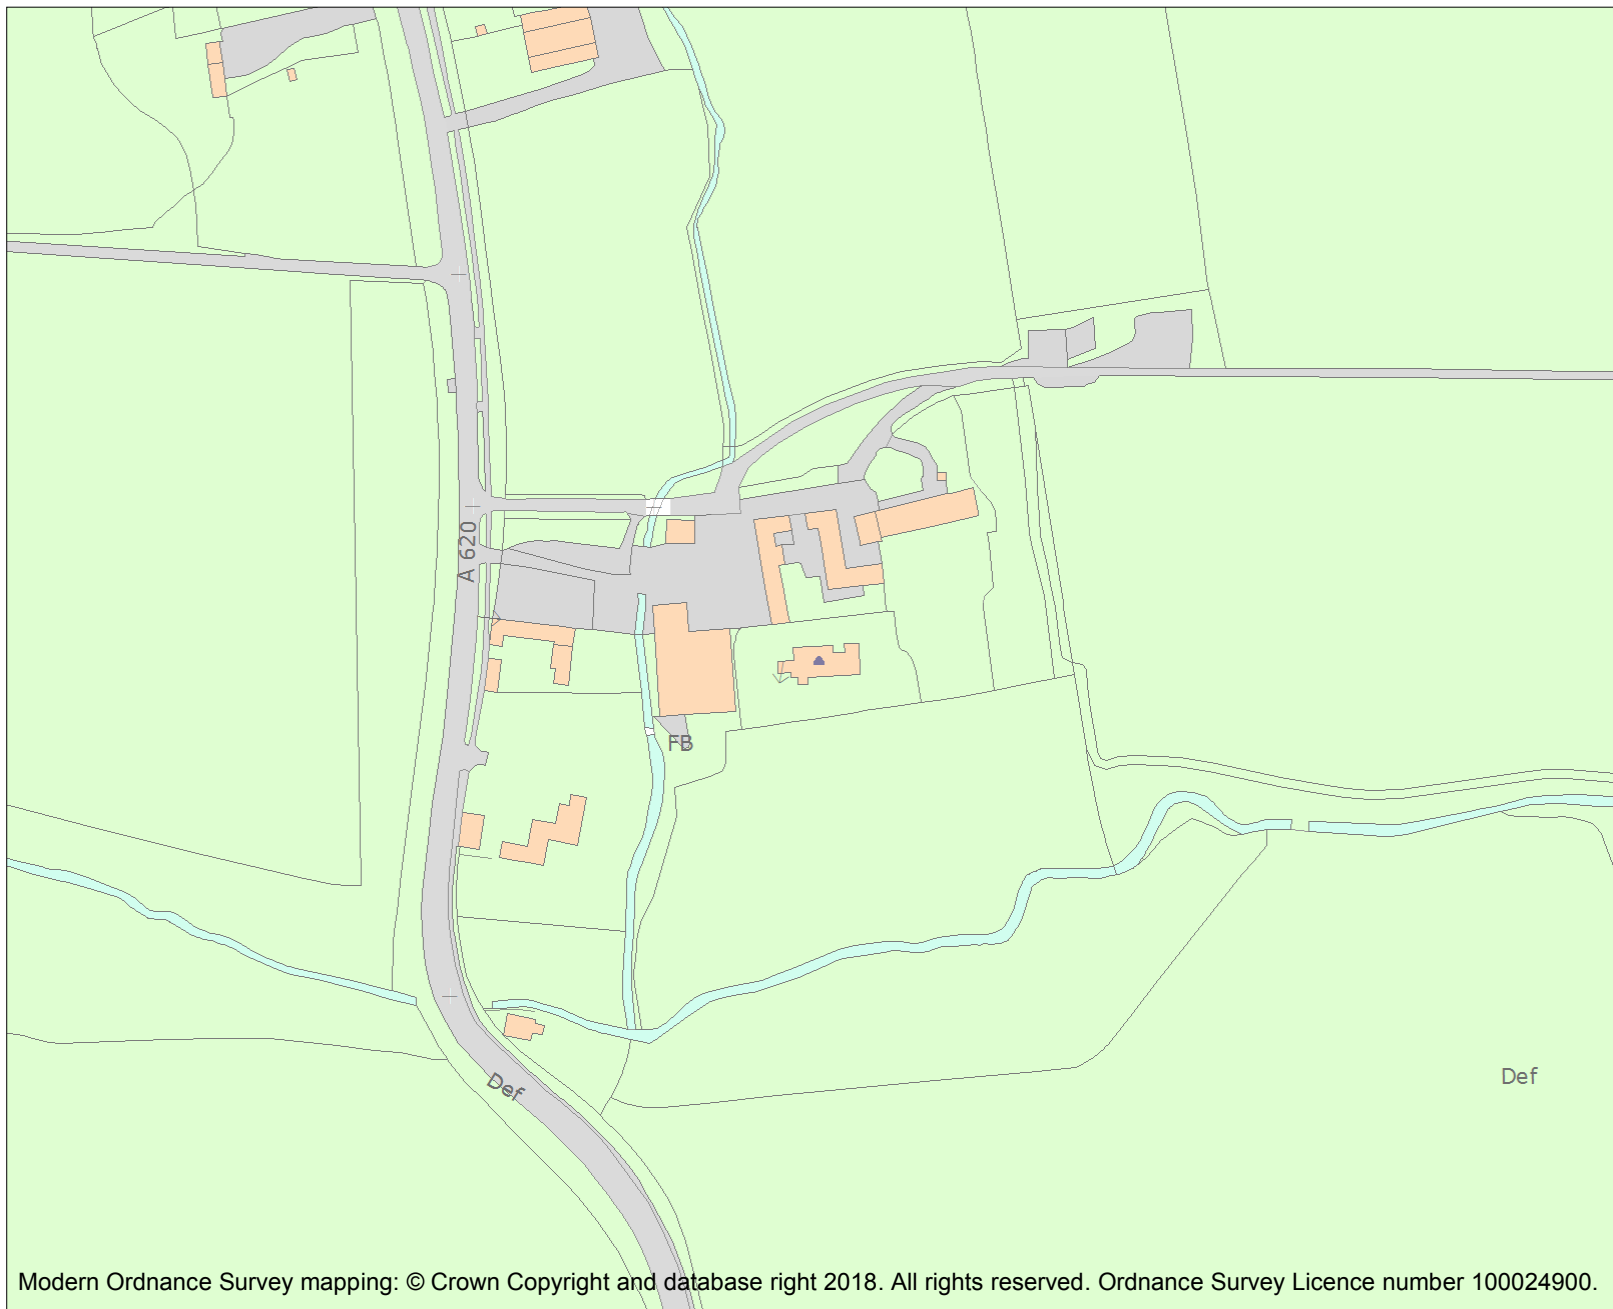 A 620
FB
Def
Def
Modern Ordnance Survey mapping: © Crown Copyright and database right 2018. All rights reserved. Ordnance Survey Licence number 100024900.